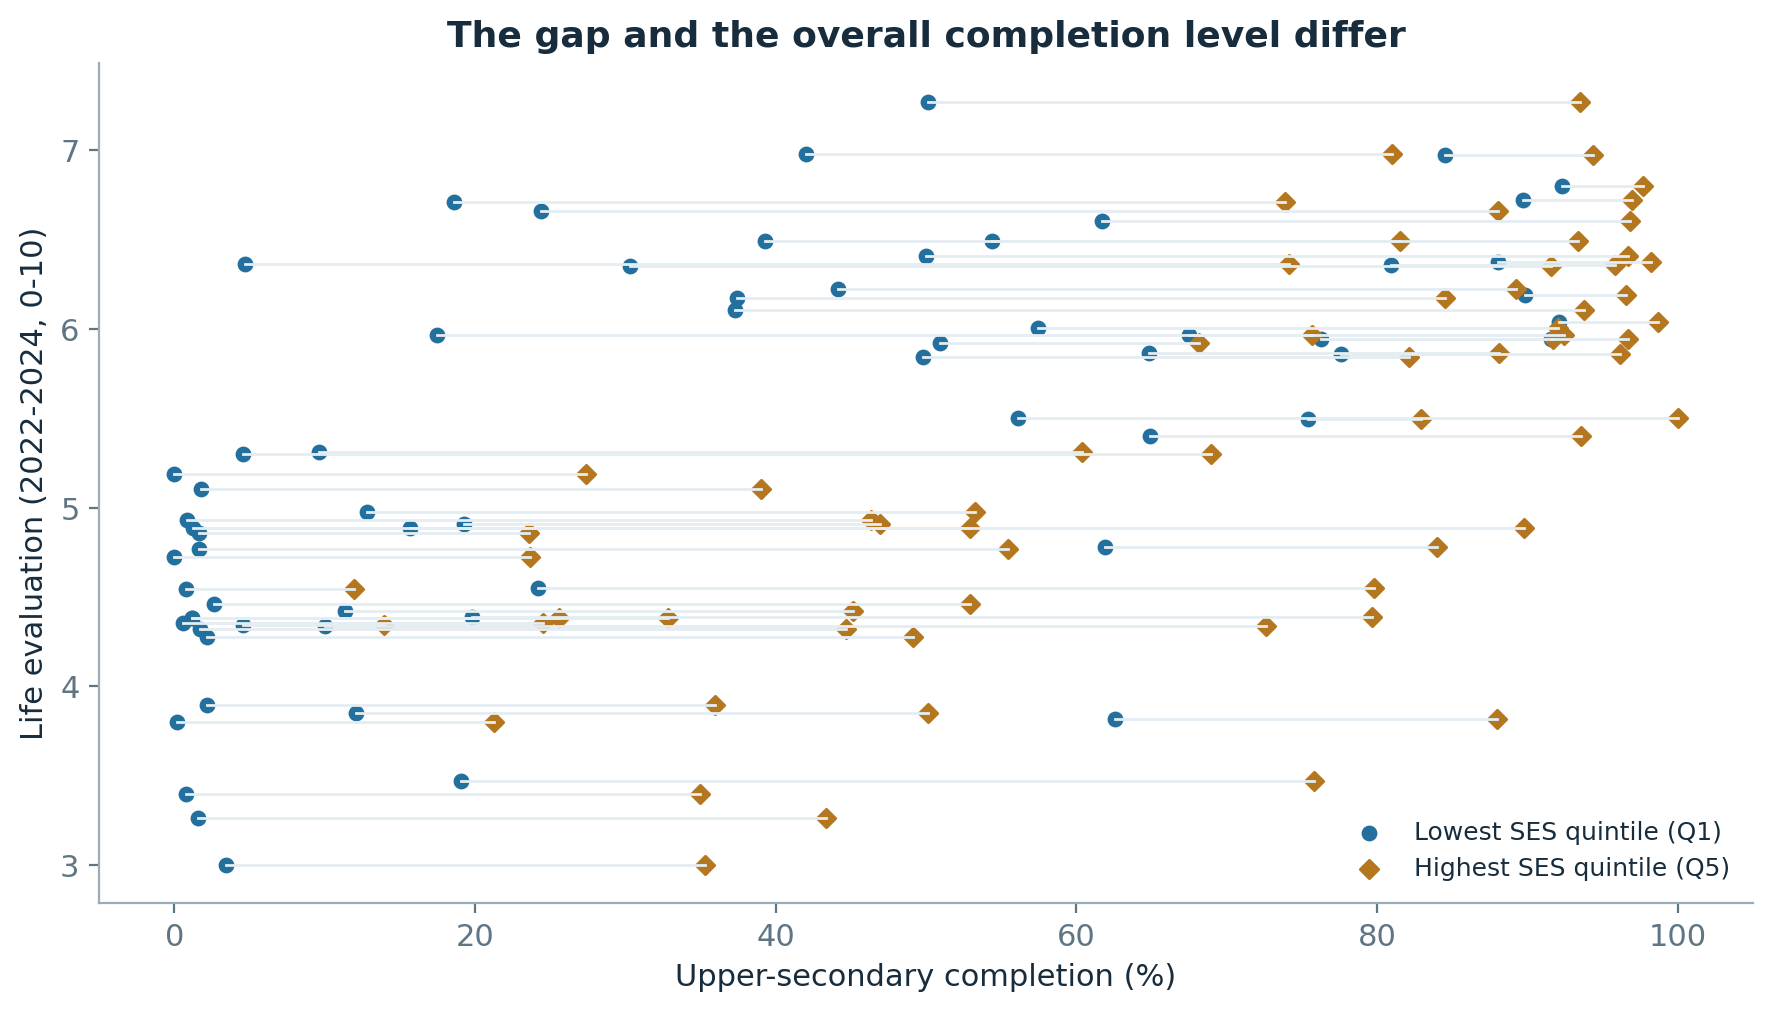 The gap and the overall completion level differ
Life evaluation (2022-2024, 0-10)
7
6
5
4
3
Lowest SES quintile (Q1)
Highest SES quintile (Q5)
0 20 40 60 80 100
Upper-secondary completion (%)